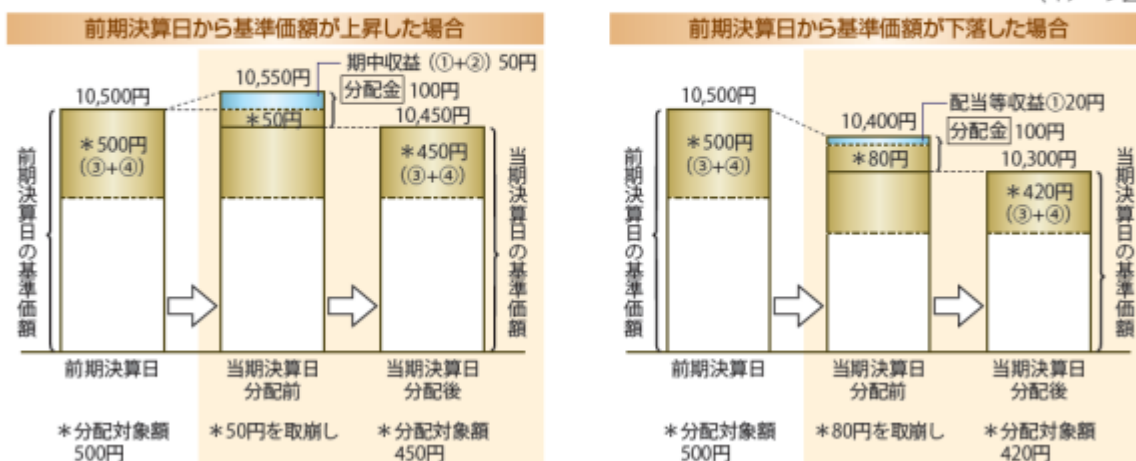 前期決算日から基準価額が上昇した場合
期中収益（①+②）50円
10,550円
分配金 100円
10,500円
10,450円
＊50円
＊500円
（③+④）
＊450円
（③+④）
前期決算日の基準価額
当期決算日の基準価額
前期決算日
当期決算日
分配前
当期決算日
分配後
＊分配対象額
500円
＊50円を取崩し
＊分配対象額
450円
前期決算日から基準価額が下落した場合
10,500円
配当等収益①20円
10,400円
分配金 100円
＊500円
（③+④）
＊80円
10,300円
＊420円
（③+④）
前期決算日の基準価額
当期決算日の基準価額
前期決算日
当期決算日
分配前
当期決算日
分配後
＊分配対象額
500円
＊80円を取崩し
＊分配対象額
420円